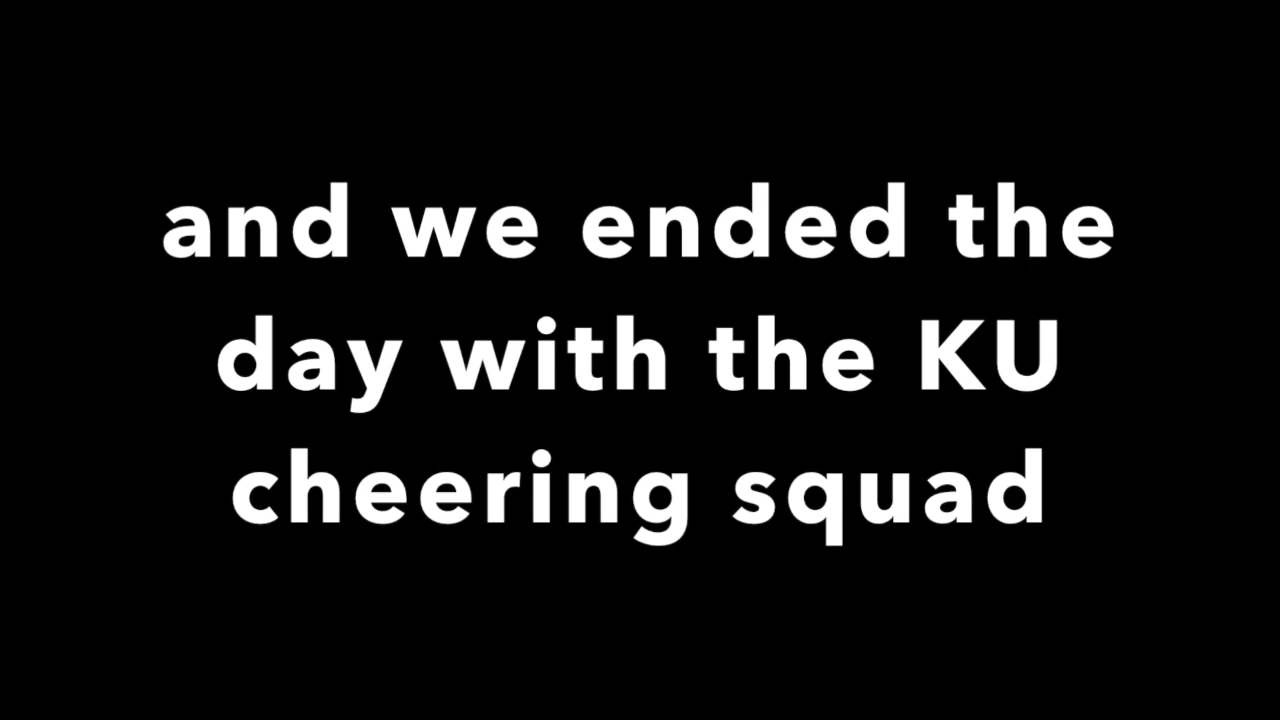 and we ended the
day with the KU
cheering squad